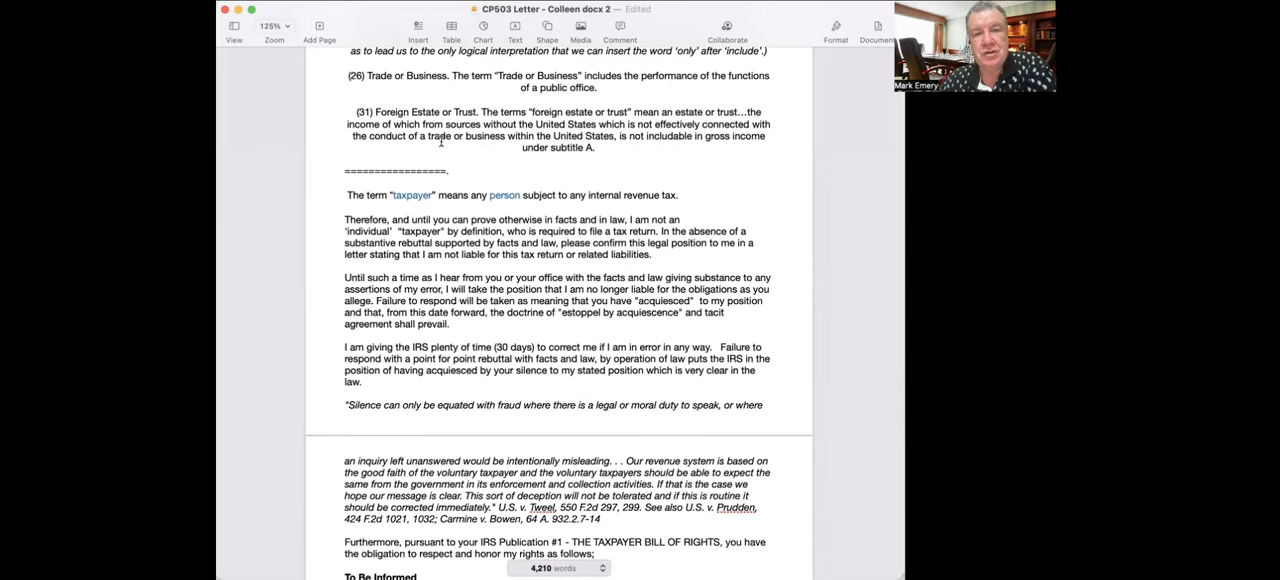 CP503 Letter - Colleen docx 2 — Edited
125%
View Zoom Add Page Insert Table Chart Text Shape Media Comment Collaborate Format Document
Mark Emery
as to lead us to the only logical interpretation that we can insert the word 'only' after 'include'.)
(26) Trade or Business. The term “Trade or Business” includes the performance of the functions
of a public office.
(31) Foreign Estate or Trust. The terms “foreign estate or trust” mean an estate or trust…the
income of which from sources without the United States which is not effectively connected with
the conduct of a trade or business within the United States, is not includable in gross income
under subtitle A.
=================.
The term “taxpayer” means any person subject to any internal revenue tax.
Therefore, and until you can prove otherwise in facts and in law, I am not an
‘individual’ “taxpayer" by definition, who is required to file a tax return. In the absence of a
substantive rebuttal supported by facts and law, please confirm this legal position to me in a
letter stating that I am not liable for this tax return or related liabilities.
Until such a time as I hear from you or your office with the facts and law giving substance to any
assertions of my error, I will take the position that I am no longer liable for the obligations as you
allege. Failure to respond will be taken as meaning that you have "acquiesced" to my position
and that, from this date forward, the doctrine of "estoppel by acquiescence" and tacit
agreement shall prevail.
I am giving the IRS plenty of time (30 days) to correct me if I am in error in any way. Failure to
respond with a point for point rebuttal with facts and law, by operation of law puts the IRS in the
position of having acquiesced by your silence to my stated position which is very clear in the
law.
"Silence can only be equated with fraud where there is a legal or moral duty to speak, or where
an inquiry left unanswered would be intentionally misleading. . . Our revenue system is based on
the good faith of the voluntary taxpayer and the voluntary taxpayers should be able to expect the
same from the government in its enforcement and collection activities. If that is the case we
hope our message is clear. This sort of deception will not be tolerated and if this is routine it
should be corrected immediately." U.S. v. Tweel, 550 F.2d 297, 299. See also U.S. v. Prudden,
424 F.2d 1021, 1032; Carmine v. Bowen, 64 A. 932.2.7-14
Furthermore, pursuant to your IRS Publication #1 - THE TAXPAYER BILL OF RIGHTS, you have
the obligation to respect and honor my rights as follows;
To Be Informed
4,210 words